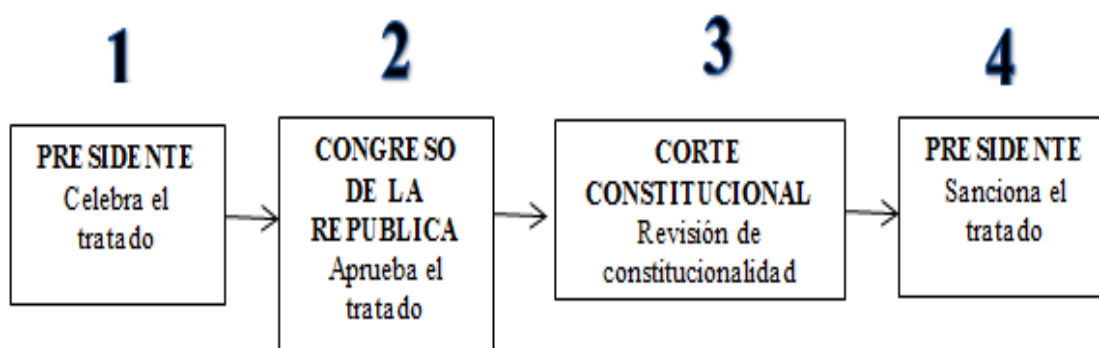 1
2
3
4
PRESIDENTE
Celebra el
tratado
CONGRESO
DE LA
REPUBLICA
Aprueba el
tratado
CORTE
CONSTITUCIONAL
Revisión de
constitucionalidad
PRESIDENTE
Sanciona el
tratado